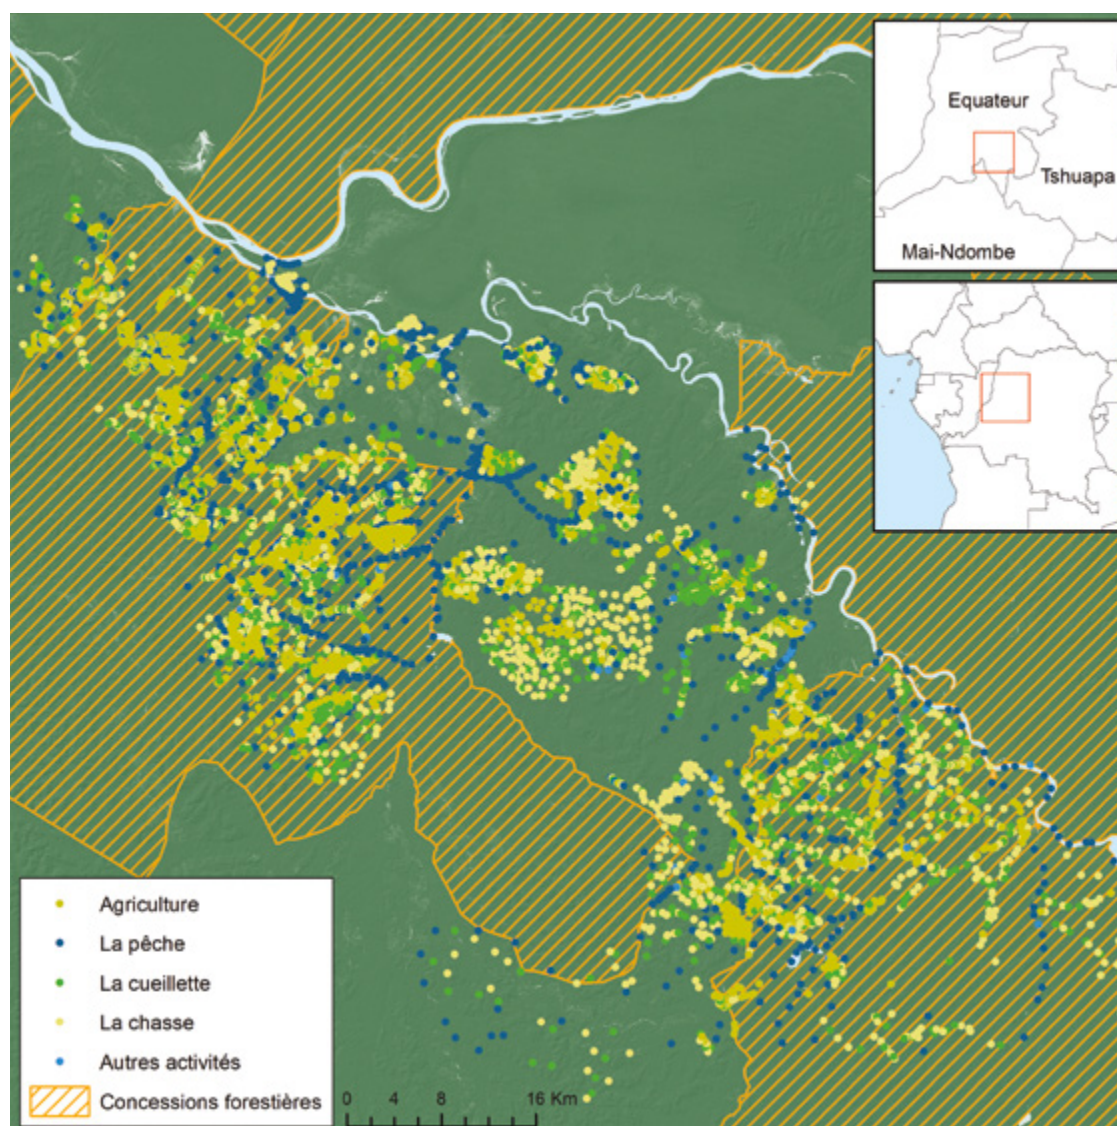 Equateur
Tshuapa
Mai-Ndombe
Agriculture
La pêche
La cueillette
La chasse
Autres activités
Concessions forestières
0 4 8 16 Km